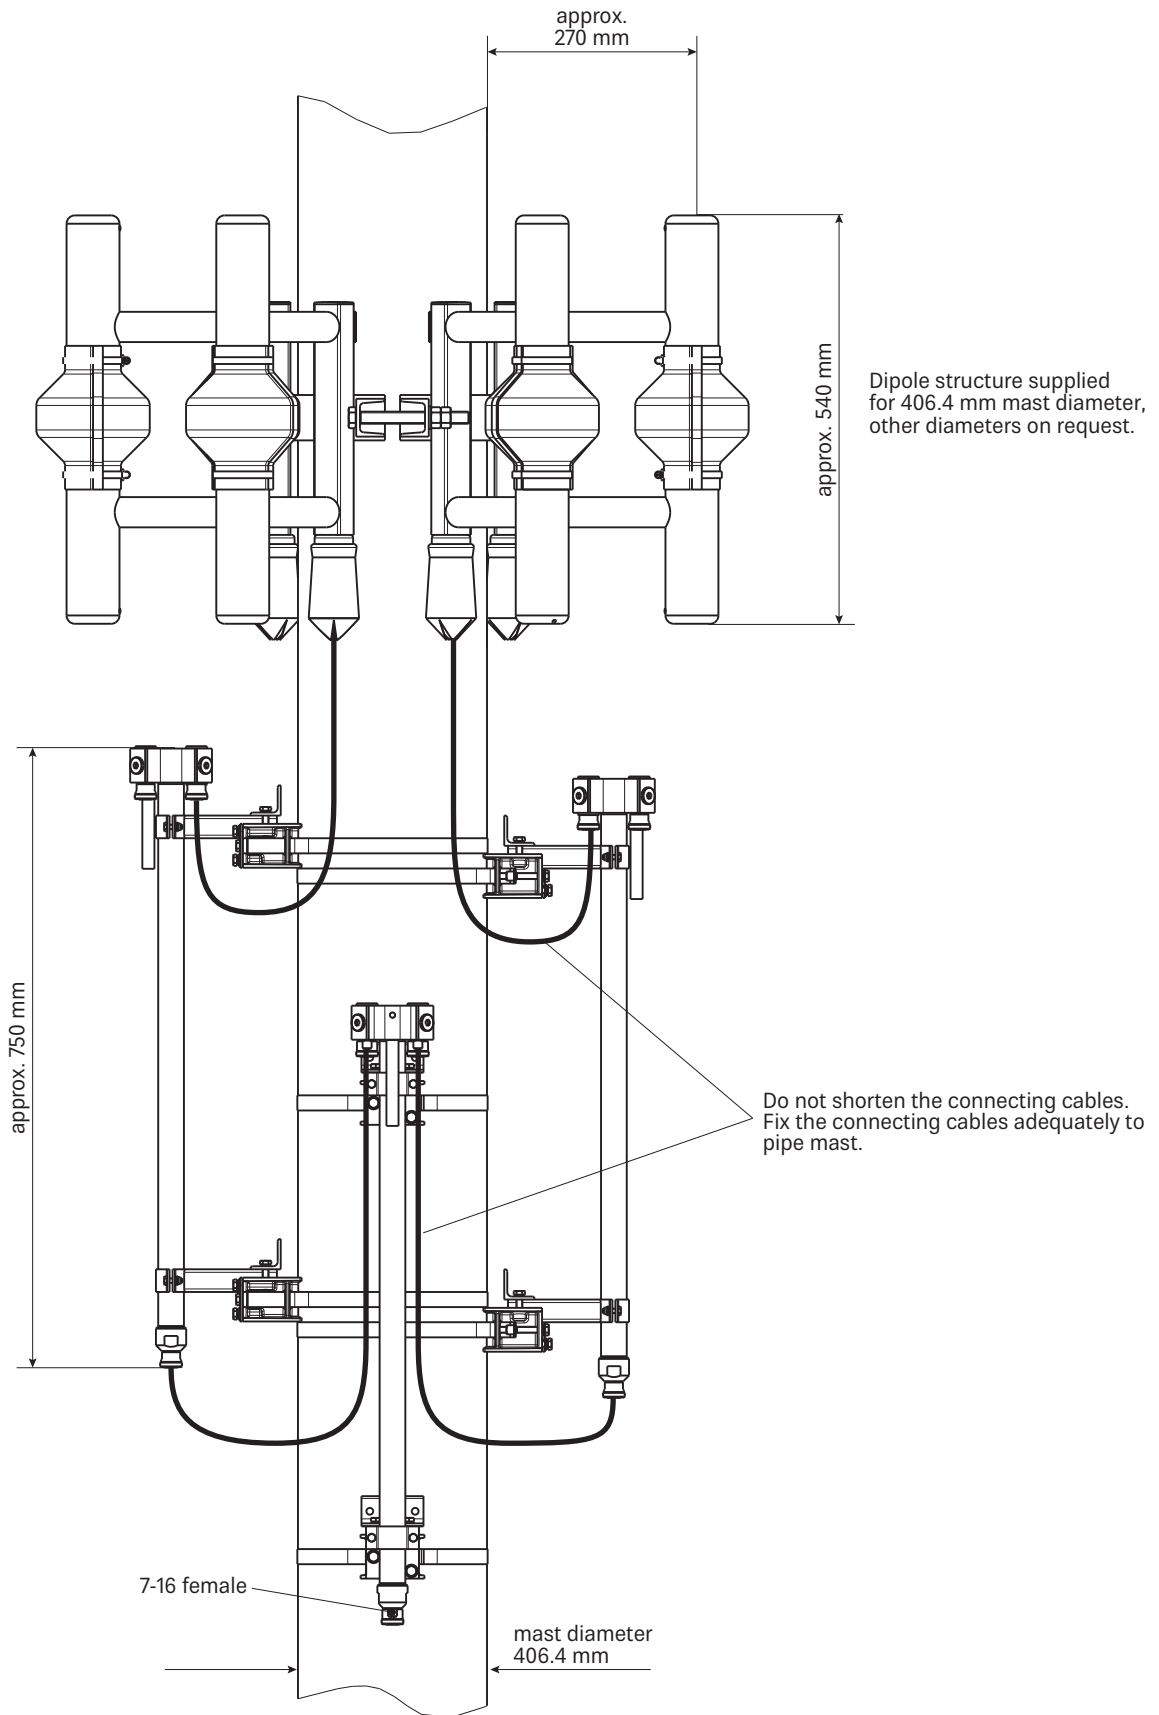 approx.
270 mm
approx. 540 mm
Dipole structure supplied
for 406.4 mm mast diameter,
other diameters on request.
approx. 750 mm
Do not shorten the connecting cables.
Fix the connecting cables adequately to
pipe mast.
7-16 female
mast diameter
406.4 mm